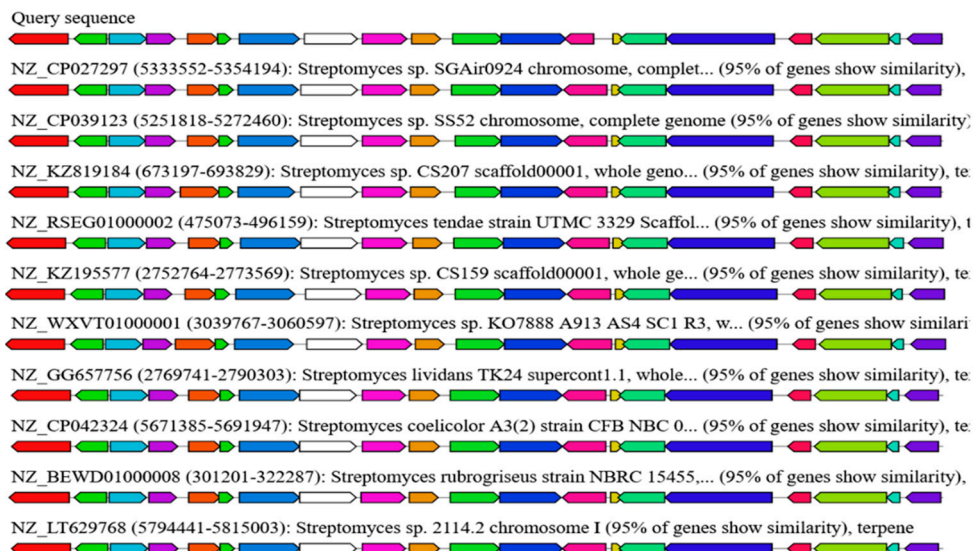 Query sequence
NZ_CP027297 (5333552-5354194): Streptomyces sp. SGAir0924 chromosome, complet... (95% of genes show similarity),
NZ_CP039123 (5251818-5272460): Streptomyces sp. SS52 chromosome, complete genome (95% of genes show similarity)
NZ_KZ819184 (673197-693829): Streptomyces sp. CS207 scaffold00001, whole geno... (95% of genes show similarity), te
NZ_RSEG01000002 (475073-496159): Streptomyces tendae strain UTMC 3329 Scaffol... (95% of genes show similarity), t
NZ_KZ195577 (2752764-2773569): Streptomyces sp. CS159 scaffold00001, whole ge... (95% of genes show similarity), te
NZ_WXVT01000001 (3039767-3060597): Streptomyces sp. KO7888 A913 AS4 SC1 R3, w... (95% of genes show similari
NZ_GG657756 (2769741-2790303): Streptomyces lividans TK24 supercont1.1, whole... (95% of genes show similarity), te
NZ_CP042324 (5671385-5691947): Streptomyces coelicolor A3(2) strain CFB NBC 0... (95% of genes show similarity), te
NZ_BEWD01000008 (301201-322287): Streptomyces rubrogriseus strain NBRC 15455,... (95% of genes show similarity),
NZ_LT629768 (5794441-5815003): Streptomyces sp. 2114.2 chromosome I (95% of genes show similarity), terpene